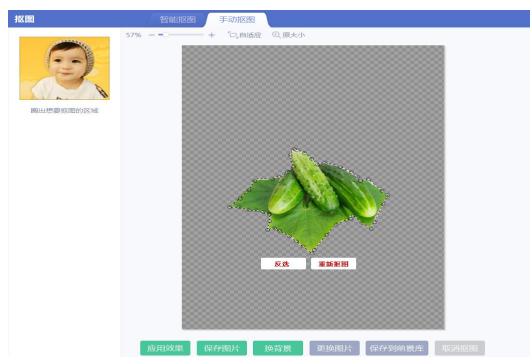 抠图
智能抠图 手动抠图
57% 自适应 原大小
圈出想要抠图的区域
反选 重新抠图
应用效果 保存图片 换背景 更换图片 保存到前景库 取消抠图